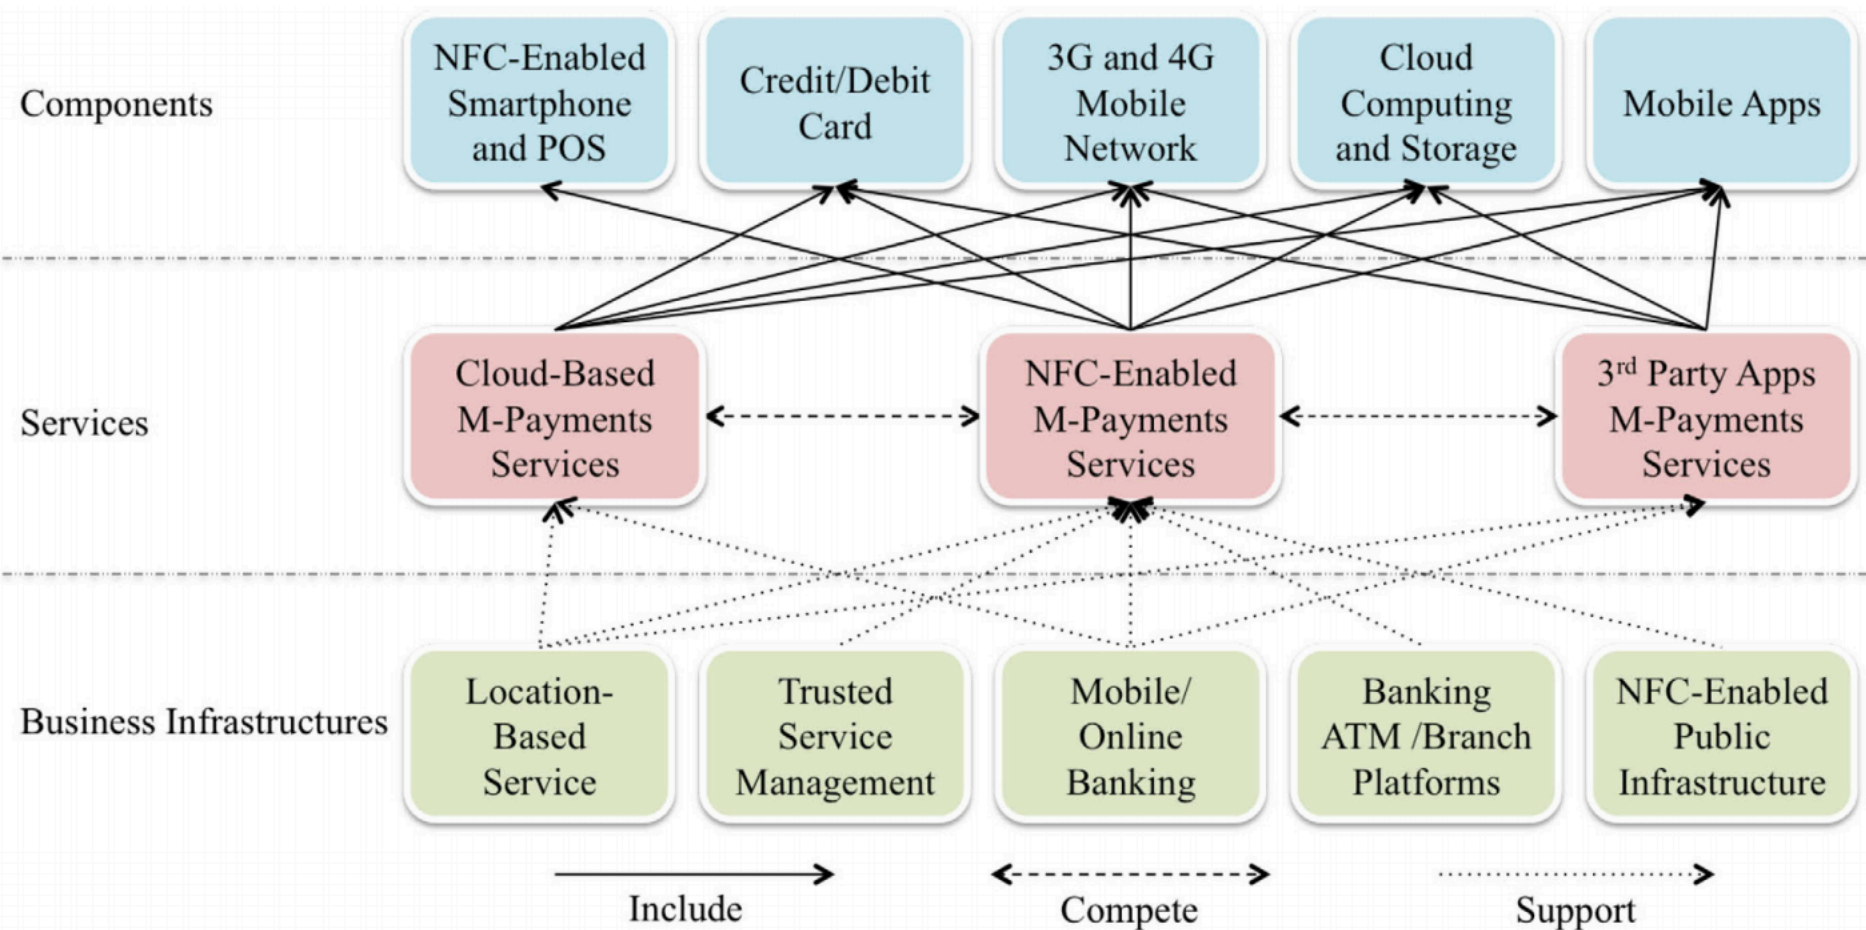 Components
NFC-Enabled
Smartphone
and POS
Credit/Debit
Card
3G and 4G
Mobile
Network
Cloud
Computing
and Storage
Mobile Apps
Services
Cloud-Based
M-Payments
Services
NFC-Enabled
M-Payments
Services
3rd Party Apps
M-Payments
Services
Business Infrastructures
Location-
Based
Service
Trusted
Service
Management
Mobile/
Online
Banking
Banking
ATM /Branch
Platforms
NFC-Enabled
Public
Infrastructure
Include
Compete
Support